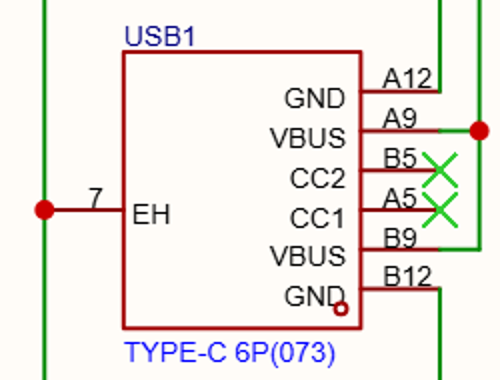 USB1
A12
GND
A9
VBUS
B5
CC2
7
A5
EH
CC1
B9
VBUS
B12
GND
TYPE-C 6P(073)